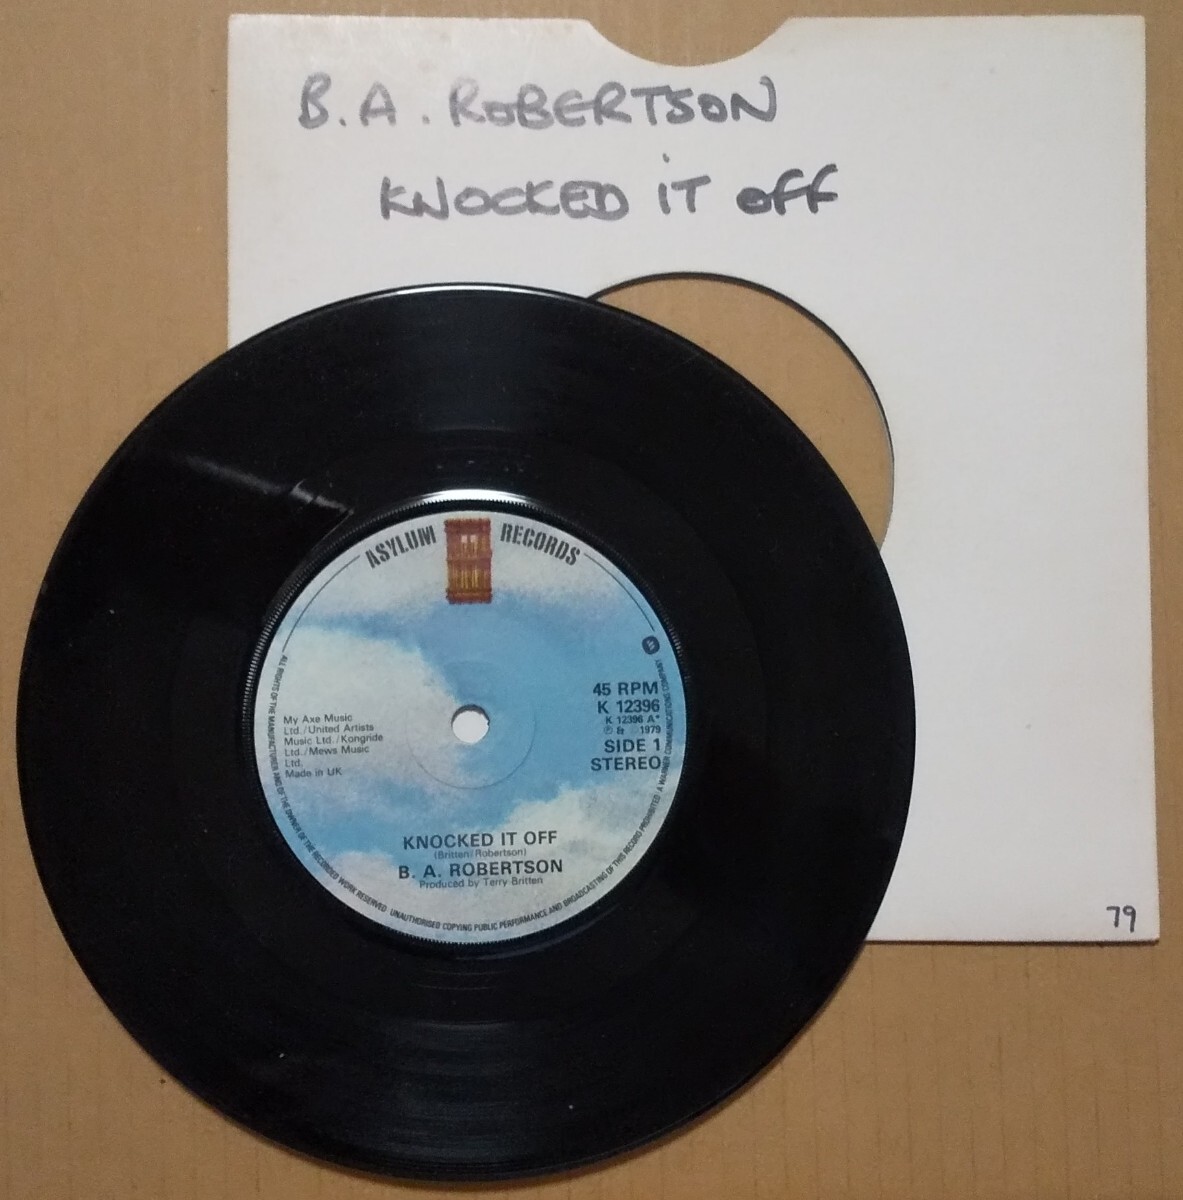 B. A. ROBERTSON
KNOCKED iT OFF
ASYLUM RECORDS
45 RPM
K 12396
K 12396 A*
℗ & © 1979
SIDE 1
STEREO
My Axe Music
Ltd./United Artists
Music Ltd./Kongride
Ltd./Mews Music
Ltd.
Made in UK
KNOCKED IT OFF
(Britten/Robertson)
B. A. ROBERTSON
Produced by Terry Britten
ALL RIGHTS OF THE MANUFACTURER AND OF THE OWNER OF THE RECORDED WORK RESERVED UNAUTHORISED COPYING PUBLIC PERFORMANCE AND BROADCASTING OF THIS RECORD PROHIBITED A WARNER COMMUNICATIONS COMPANY
79